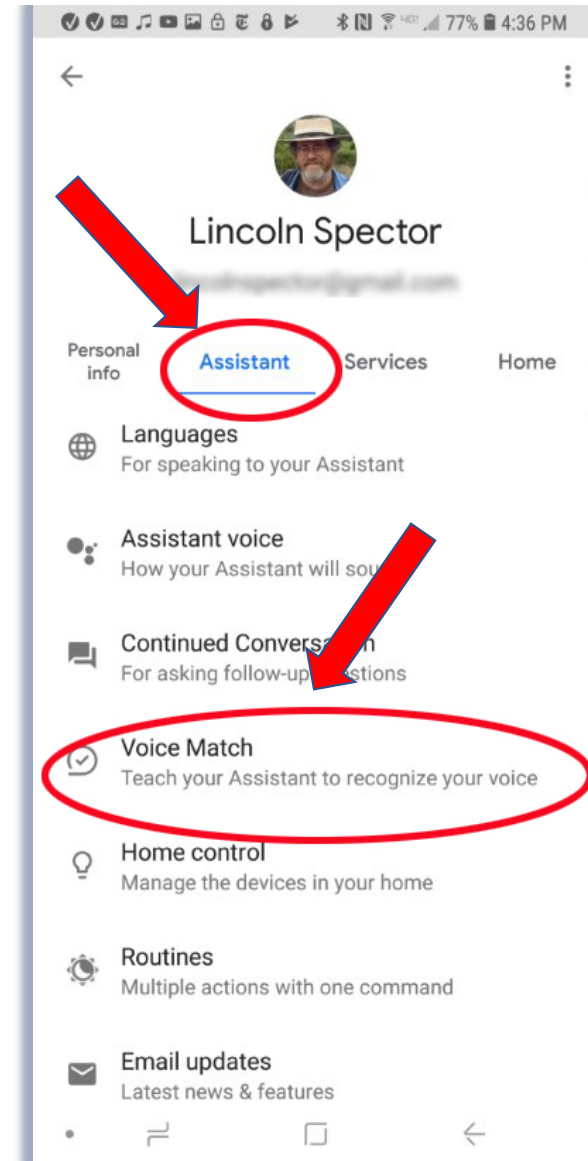 77% 4:36 PM
Lincoln Spector
Personal info
Assistant
Services
Home
Languages
For speaking to your Assistant
Assistant voice
How your Assistant will
Continued
For asking
Voice Match
Teach your Assistant to recognize your voice
Home control
Manage the devices in your home
Routines
Multiple actions with one command
Email updates
Latest news & features